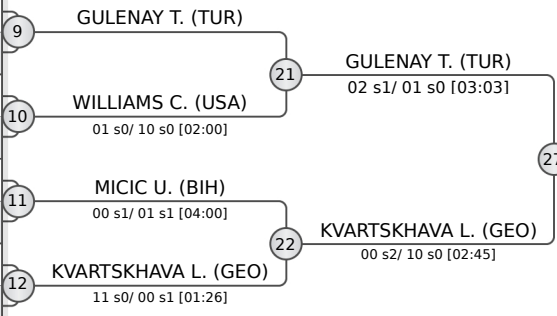 9
GULENAY T. (TUR)
21
GULENAY T. (TUR)
02 s1/ 01 s0 [03:03]
10
WILLIAMS C. (USA)
01 s0/ 10 s0 [02:00]
27
11
MICIC U. (BIH)
00 s1/ 01 s1 [04:00]
22
KVARTSKHAVA L. (GEO)
00 s2/ 10 s0 [02:45]
12
KVARTSKHAVA L. (GEO)
11 s0/ 00 s1 [01:26]